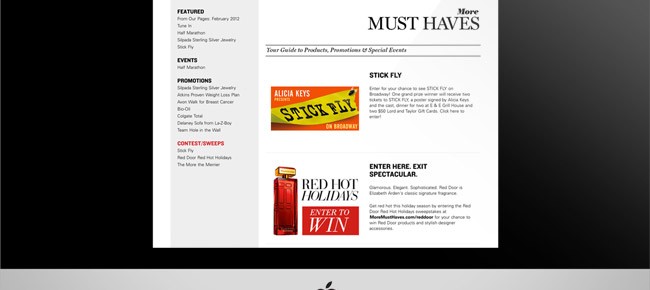 FEATURED
From Our Pages: February 2012
Tune In
Half Marathon
Silpada Sterling Silver Jewelry
Stick Fly
EVENTS
Half Marathon
PROMOTIONS
Silpada Sterling Silver Jewelry
Atkins Proven Weight Loss Plan
Avon Walk for Breast Cancer
Bio-Oil
Colgate Total
Delaney Sofa from La-Z-Boy
Team Hole in the Wall
CONTEST/SWEEPS
Stick Fly
Red Door Red Hot Holidays
The More the Merrier
More
MUST HAVES
Your Guide to Products, Promotions & Special Events
ALICIA KEYS
PRESENTS
STICK FLY
ON BROADWAY
STICK FLY
Enter for your chance to see STICK FLY on
Broadway! One grand prize winner will receive two
tickets to STICK FLY, a poster signed by Alicia Keys
and the cast, dinner for two at S & E Grill House and
two $50 Lord and Taylor Gift Cards. Click here to
enter!
RED HOT
HOLIDAYS
ENTER TO
WIN
ENTER HERE. EXIT
SPECTACULAR.
Glamorous. Elegant. Sophisticated. Red Door is
Elizabeth Arden's classic signature fragrance.
Get red hot this holiday season by entering the Red
Door Red Hot Holidays sweepstakes at
MoreMustHaves.com/reddoor for your chance to
win Red Door products and stylish designer
accessories.